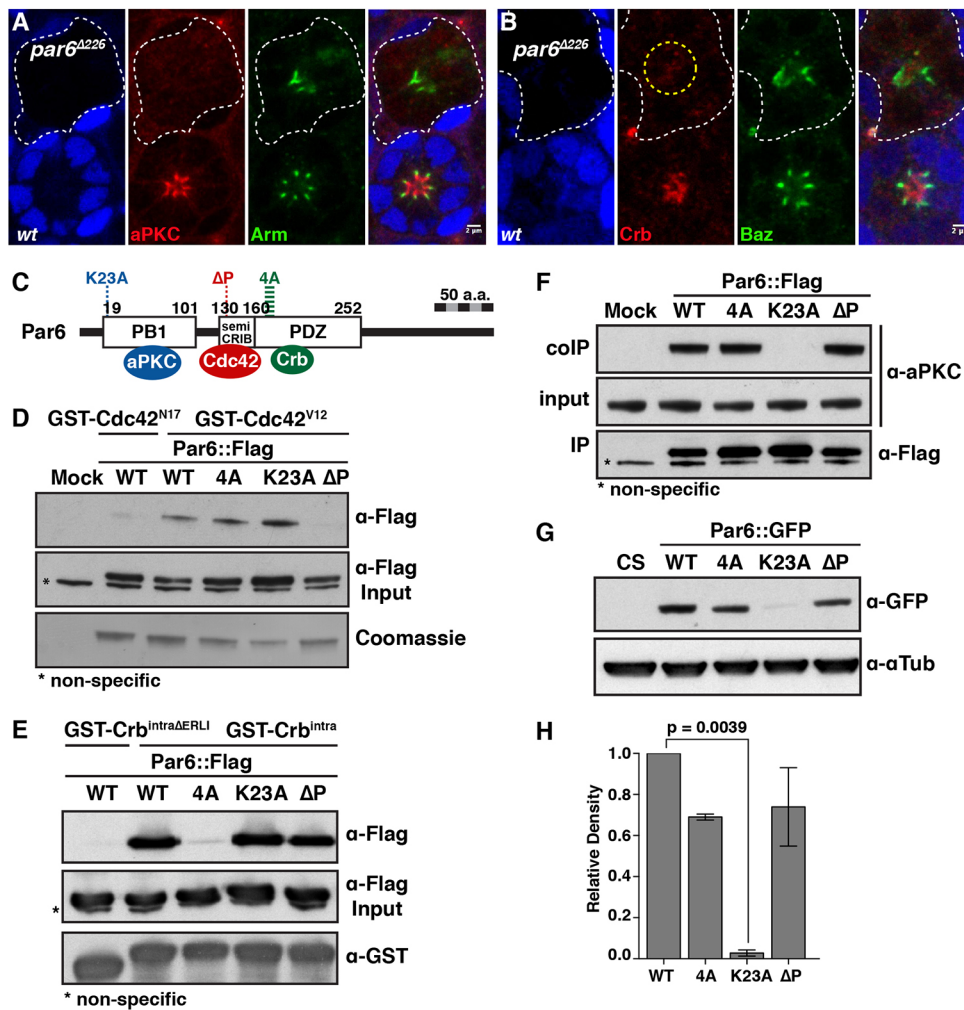 A
par6Δ226
wt
aPKC
Arm
2 µm
B
par6Δ226
wt
Crb
Baz
2 µm
C
K23A
ΔP
4A
50 a.a.
19
101
130
160
252
Par6
PB1
semi
CRIB
PDZ
aPKC
Cdc42
Crb
D
GST-Cdc42N17
GST-Cdc42V12
Par6::Flag
Mock WT WT 4A K23A ΔP
α-Flag
*
α-Flag
Input
Coomassie
* non-specific
E
GST-CrbintraΔERLI
GST-Crbintra
Par6::Flag
WT WT 4A K23A ΔP
α-Flag
α-Flag
*
Input
α-GST
* non-specific
F
Par6::Flag
Mock WT 4A K23A ΔP
coIP
α-aPKC
input
IP
α-Flag
*
* non-specific
G
Par6::GFP
CS WT 4A K23A ΔP
α-GFP
α-αTub
H
p = 0.0039
Relative Density
1.0
0.8
0.6
0.4
0.2
0.0
WT 4A K23A ΔP